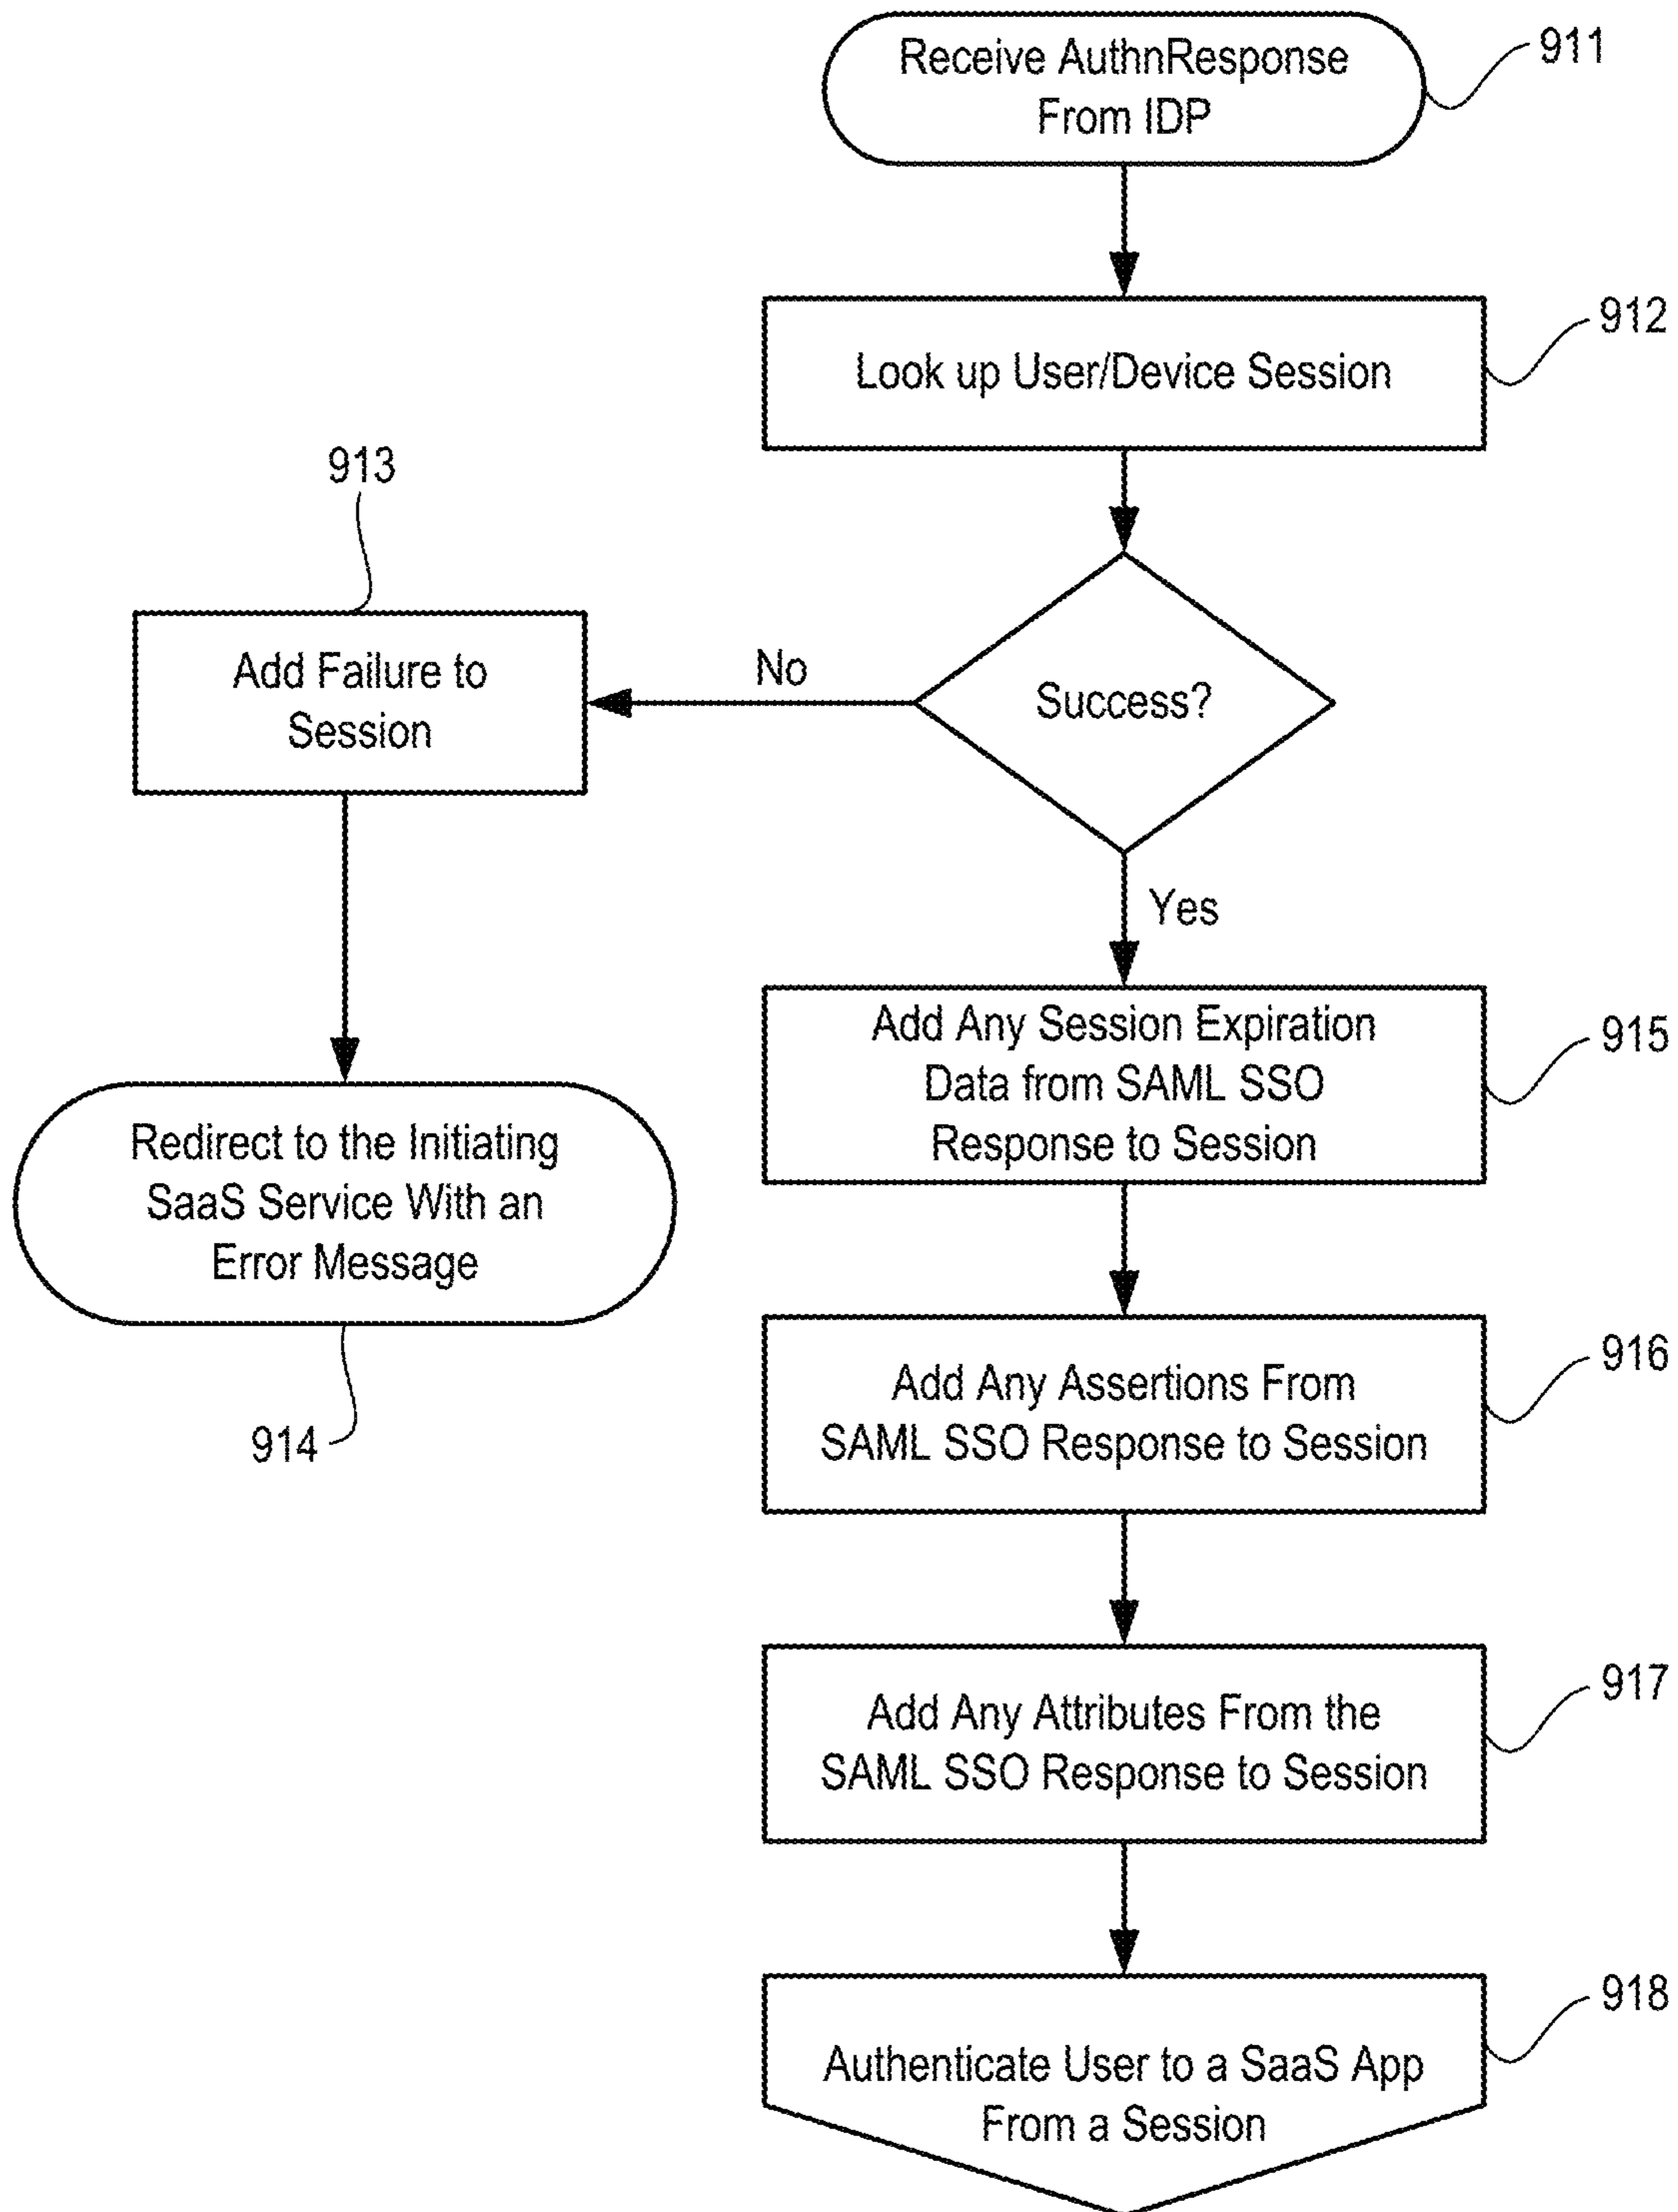 Receive AuthnResponse
From IDP
911
Look up User/Device Session
912
913
Add Failure to
Session
No
Success?
Yes
Redirect to the Initiating
SaaS Service With an
Error Message
914
Add Any Session Expiration
Data from SAML SSO
Response to Session
915
Add Any Assertions From
SAML SSO Response to Session
916
Add Any Attributes From the
SAML SSO Response to Session
917
Authenticate User to a SaaS App
From a Session
918